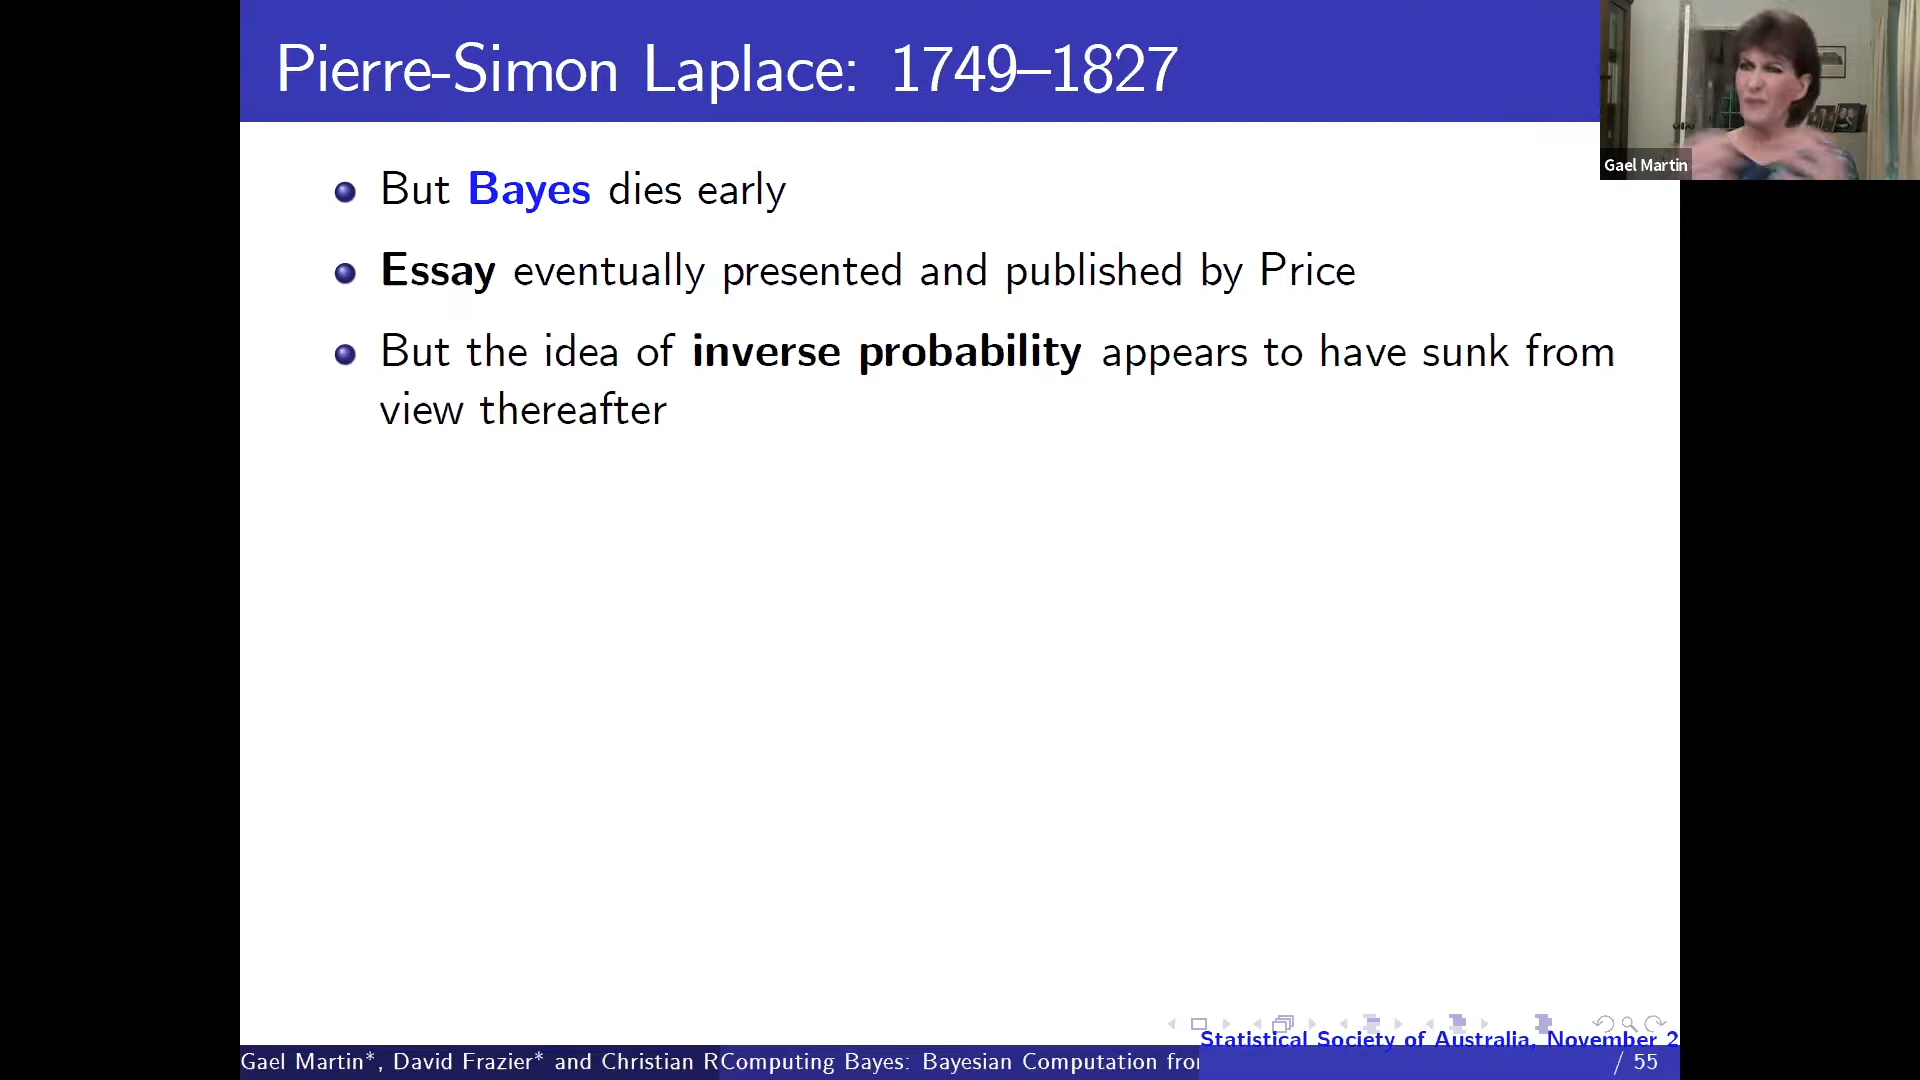 Pierre-Simon Laplace: 1749–1827
Gael Martin
But Bayes dies early
Essay eventually presented and published by Price
But the idea of inverse probability appears to have sunk from
view thereafter
Statistical Society of Australia, November 2
Gael Martin*, David Frazier* and Christian R Computing Bayes: Bayesian Computation from / 55